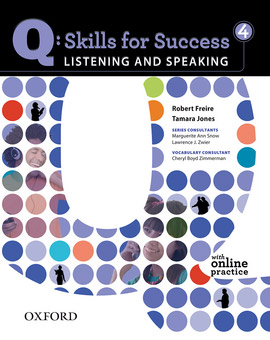 Q: Skills for Success 4
LISTENING AND SPEAKING
Robert Freire
Tamara Jones
SERIES CONSULTANTS
Marguerite Ann Snow
Lawrence J. Zwier
VOCABULARY CONSULTANT
Cheryl Boyd Zimmerman
with
online
practice
OXFORD